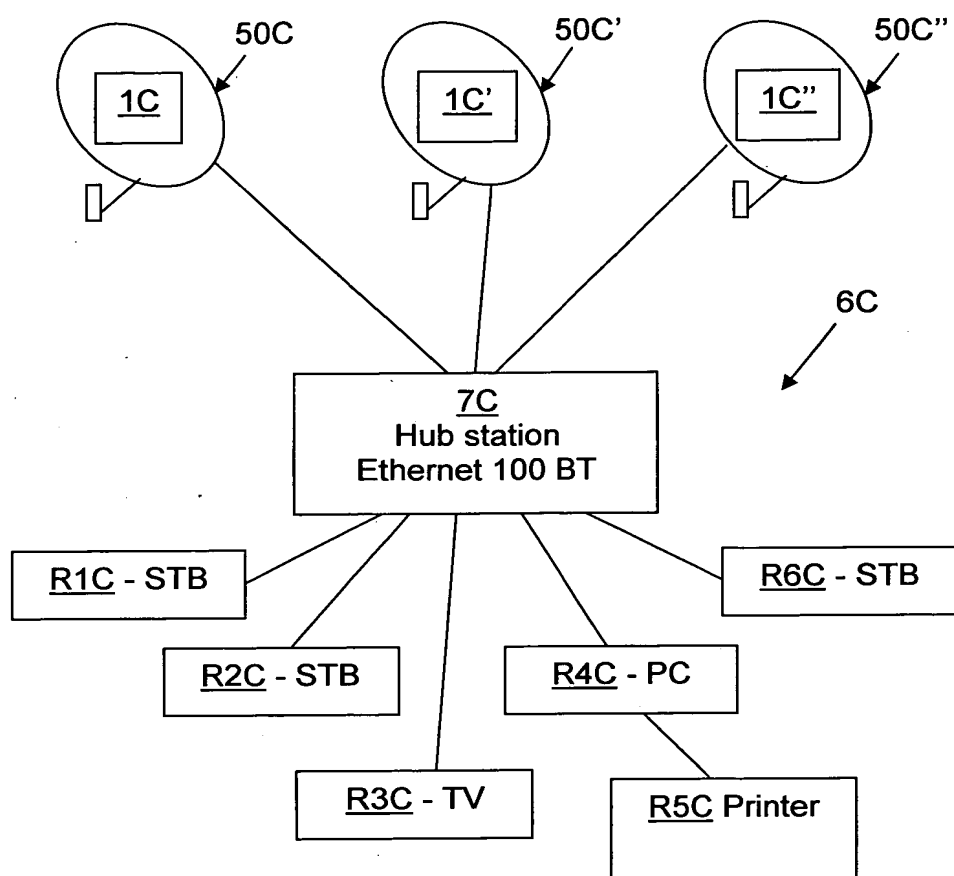 50C
50C'
50C"
1C
1C'
1C"
6C
7C
Hub station
Ethernet 100 BT
R1C - STB
R6C - STB
R2C - STB
R4C - PC
R3C - TV
R5C Printer